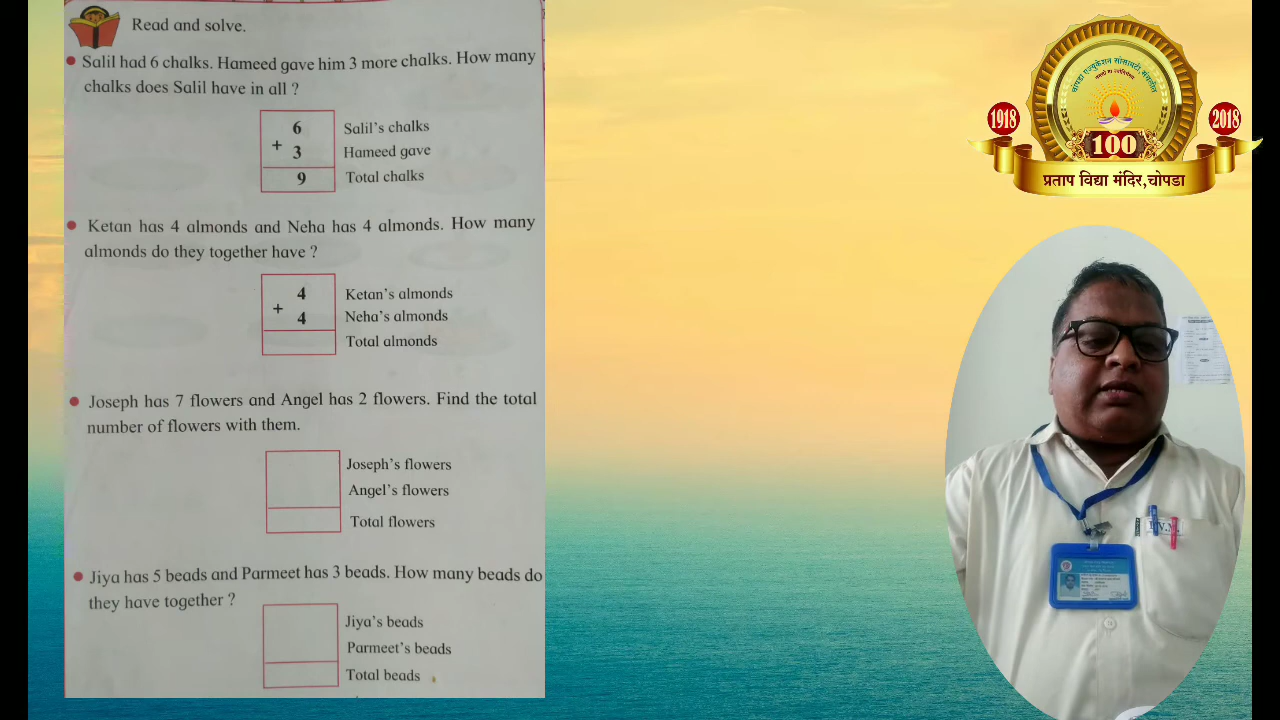 Read and solve.
Salil had 6 chalks. Hameed gave him 3 more chalks. How many
chalks does Salil have in all ?
6 Salil's chalks
+ 3 Hameed gave
9 Total chalks
Ketan has 4 almonds and Neha has 4 almonds. How many
almonds do they together have ?
4 Ketan's almonds
+ 4 Neha's almonds
Total almonds
Joseph has 7 flowers and Angel has 2 flowers. Find the total
number of flowers with them.
Joseph's flowers
Angel's flowers
Total flowers
Jiya has 5 beads and Parmeet has 3 beads. How many beads do
they have together ?
Jiya's beads
Parmeet's beads
Total beads
चोपडा एज्युकेशन सोसायटी संचलीत
1918
2018
100
प्रताप विद्या मंदिर,चोपडा
P.V.M.